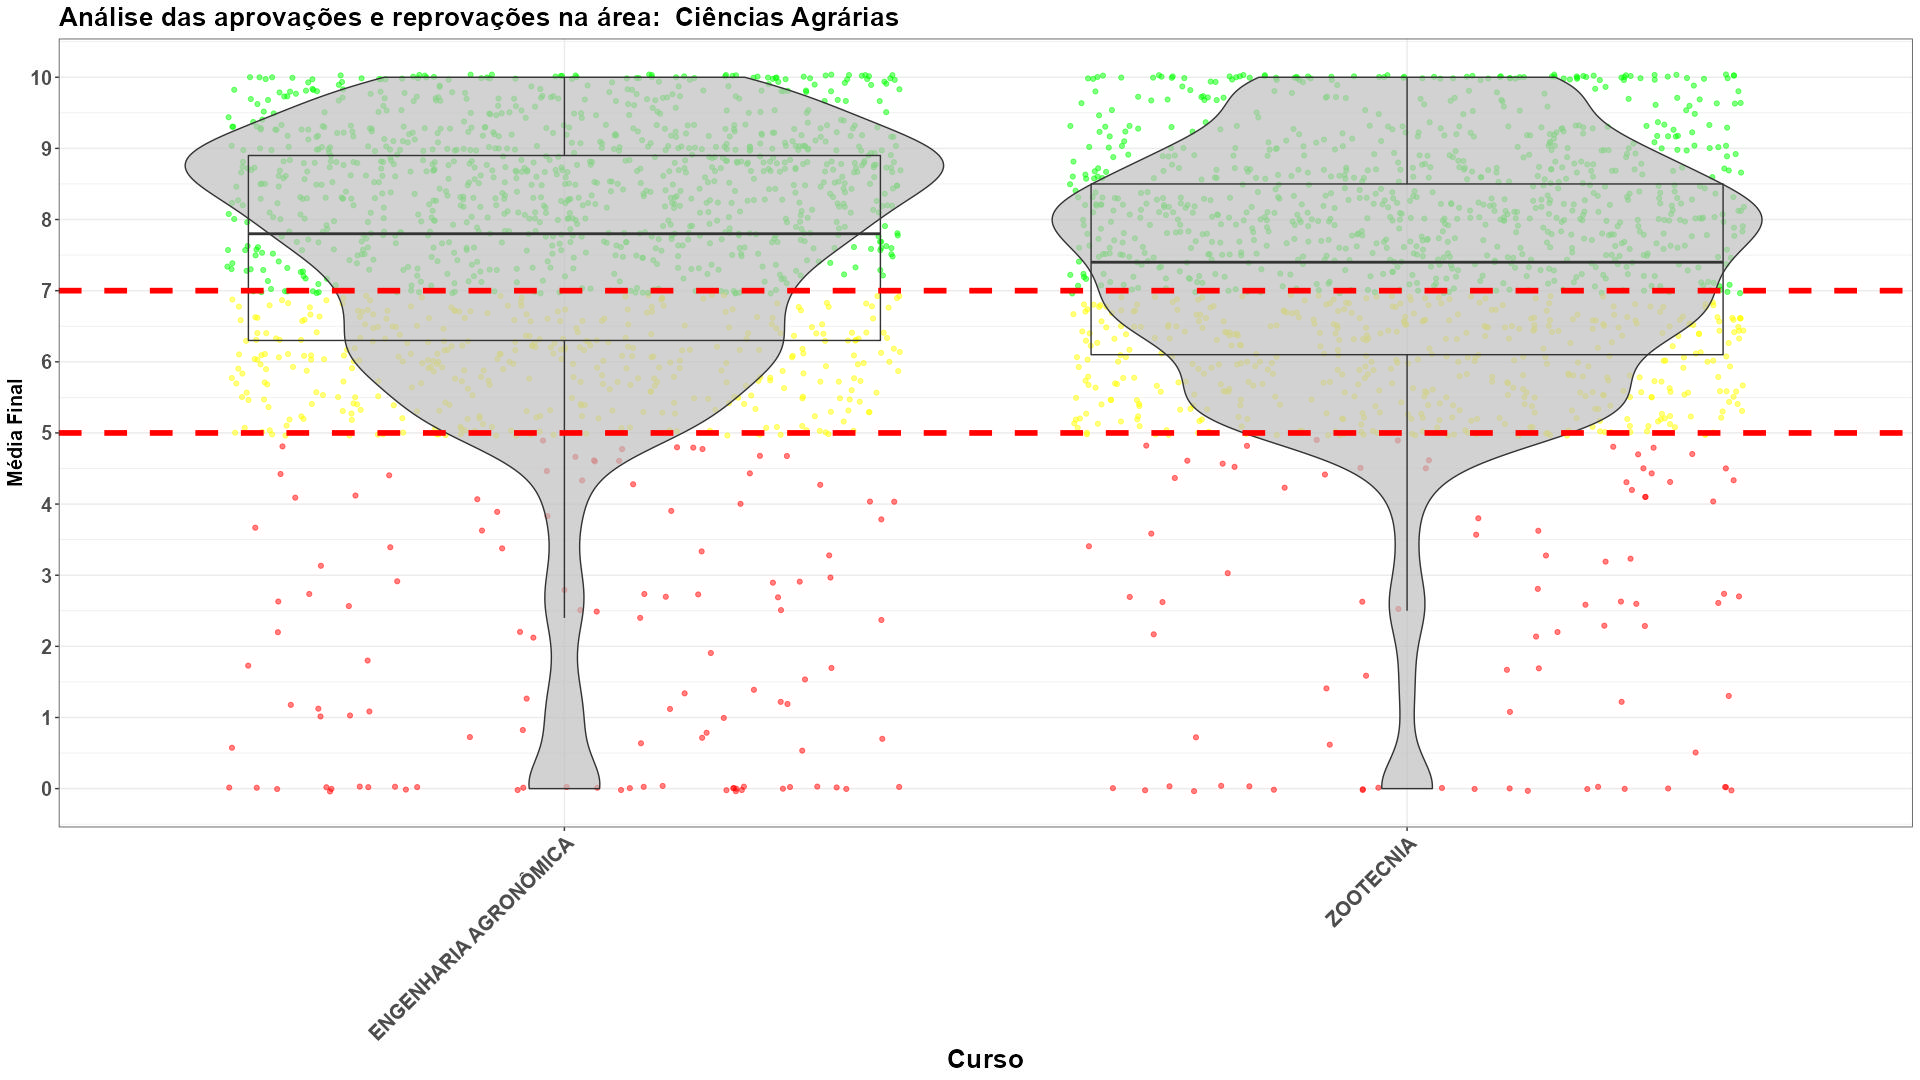 Análise das aprovações e reprovações na área:  Ciências Agrárias
Média Final
10
9
8
7
6
5
4
3
2
1
0
ENGENHARIA AGRONÔMICA
ZOOTECNIA
Curso